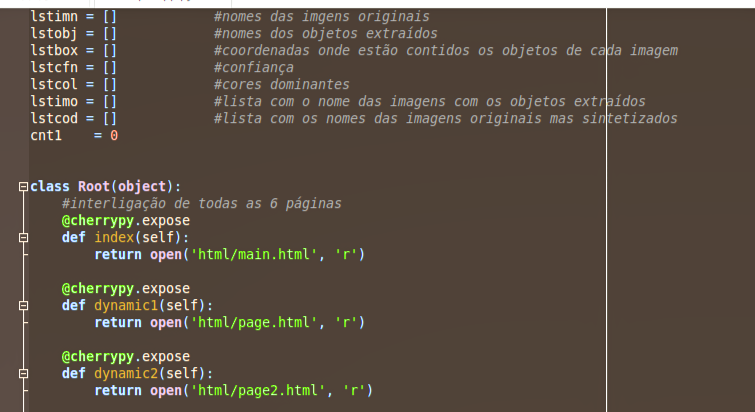 lstimn = []            #nomes das imgens originais
lstobj = []            #nomes dos objetos extraídos
lstbox = []            #coordenadas onde estão contidos os objetos de cada imagem
lstcfn = []            #confiança
lstcol = []            #cores dominantes
lstimo = []            #lista com o nome das imagens com os objetos extraídos
lstcod = []            #lista com os nomes das imagens originais mas sintetizados
cnt1    = 0
class Root(object):
    #interligação de todas as 6 páginas
    @cherrypy.expose
    def index(self):
        return open('html/main.html', 'r')
    @cherrypy.expose
    def dynamic1(self):
        return open('html/page.html', 'r')
    @cherrypy.expose
    def dynamic2(self):
        return open('html/page2.html', 'r')